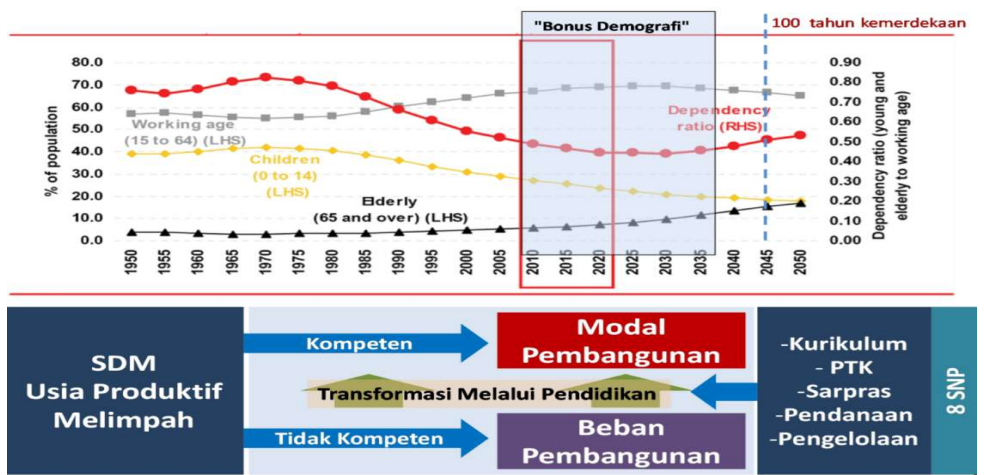 "Bonus Demografi"
100 tahun kemerdekaan
% of population
80.0
70.0
60.0
50.0
40.0
30.0
20.0
10.0
0.0
Working age
(15 to 64) (LHS)
Children
(0 to 14)
(LHS)
Elderly
(65 and over) (LHS)
Dependency
ratio (RHS)
0.90
0.80
0.70
0.60
0.50
0.40
0.30
0.20
0.10
0.00
Dependency ratio (young and
elderly to working age)
1950
1955
1960
1965
1970
1975
1980
1985
1990
1995
2000
2005
2010
2015
2020
2025
2030
2035
2040
2045
2050
SDM
Usia Produktif
Melimpah
Kompeten
Modal
Pembangunan
Transformasi Melalui Pendidikan
Tidak Kompeten
Beban
Pembangunan
-Kurikulum
- PTK
-Sarpras
-Pendanaan
-Pengelolaan
8 SNP